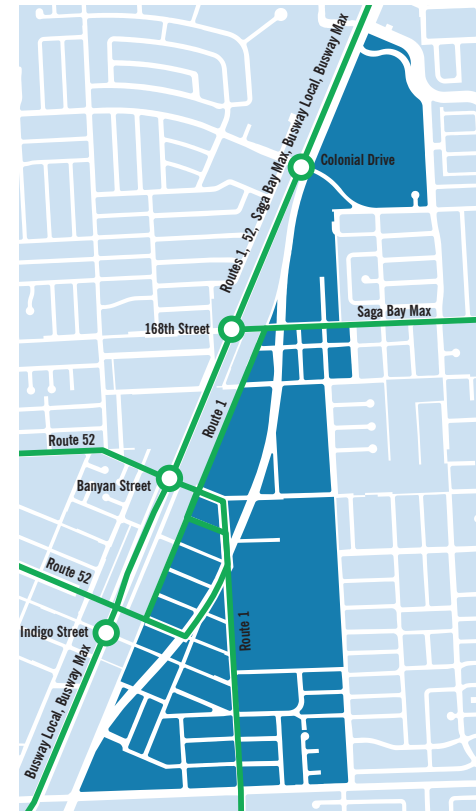 Routes 1, 52, Saga Bay Max, Busway Local, Busway Max
Colonial Drive
Saga Bay Max
168th Street
Route 1
Route 52
Banyan Street
Route 52
Route 1
Indigo Street
Busway Local, Busway Max